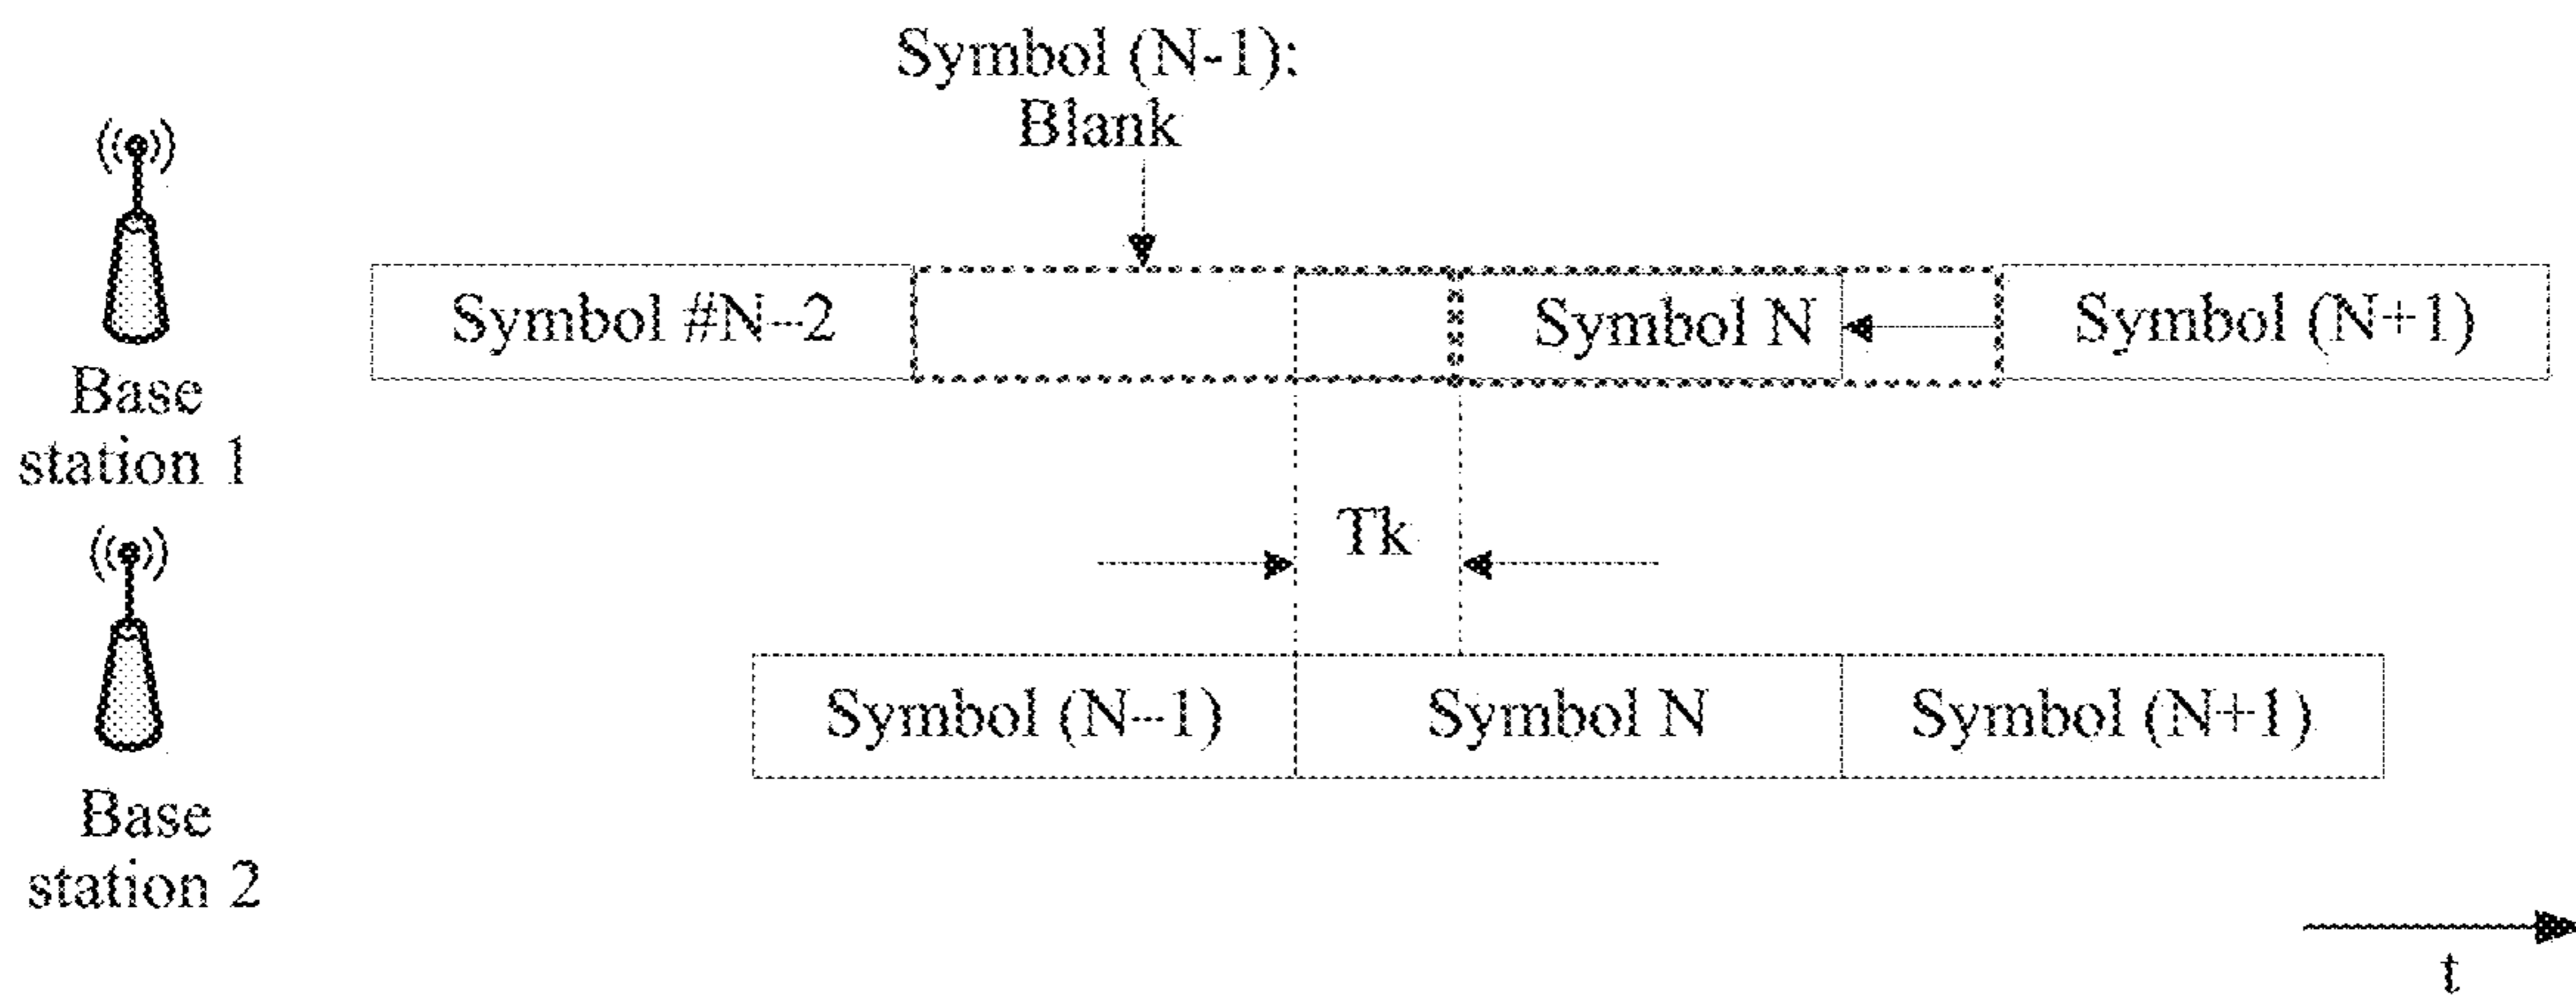 Symbol (N-1):
Blank
Symbol #N-2
Symbol N
Symbol (N+1)
Base
station 1
Tk
Symbol (N-1)
Symbol N
Symbol (N+1)
Base
station 2
t